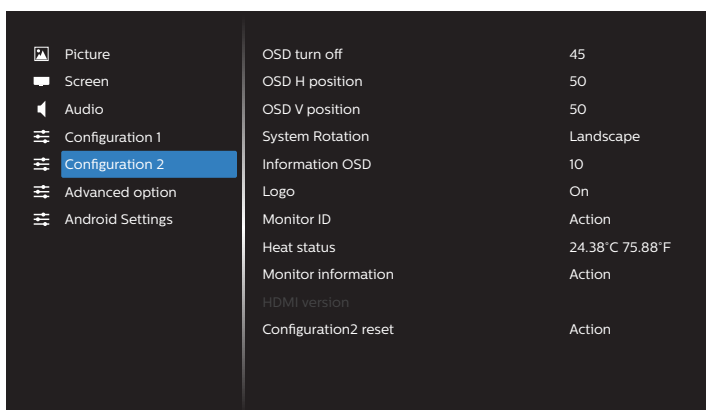 Picture
Screen
Audio
Configuration 1
Configuration 2
Advanced option
Android Settings
OSD turn off 45
OSD H position 50
OSD V position 50
System Rotation Landscape
Information OSD 10
Logo On
Monitor ID Action
Heat status 24.38°C 75.88°F
Monitor information Action
HDMI version
Configuration2 reset Action